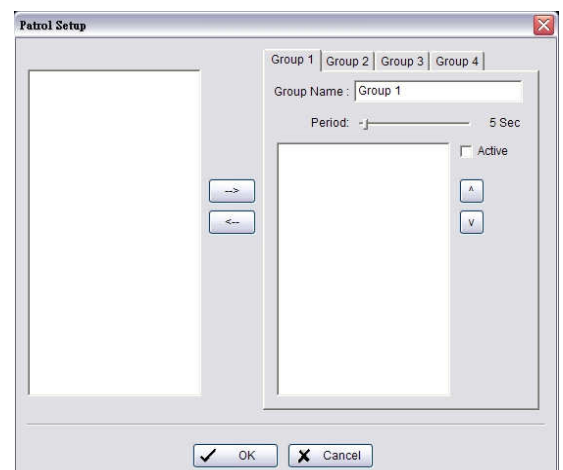 Patrol Setup
Group 1 Group 2 Group 3 Group 4
Group Name : Group 1
Period: 5 Sec
Active
-->
<--
^
v
OK Cancel